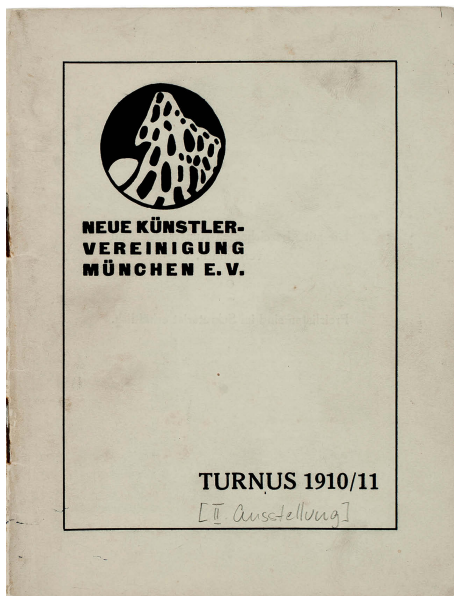 NEUE KÜNSTLER-
VEREINIGUNG
MÜNCHEN E. V.
TURNUS 1910/11
[II Ausstellung]